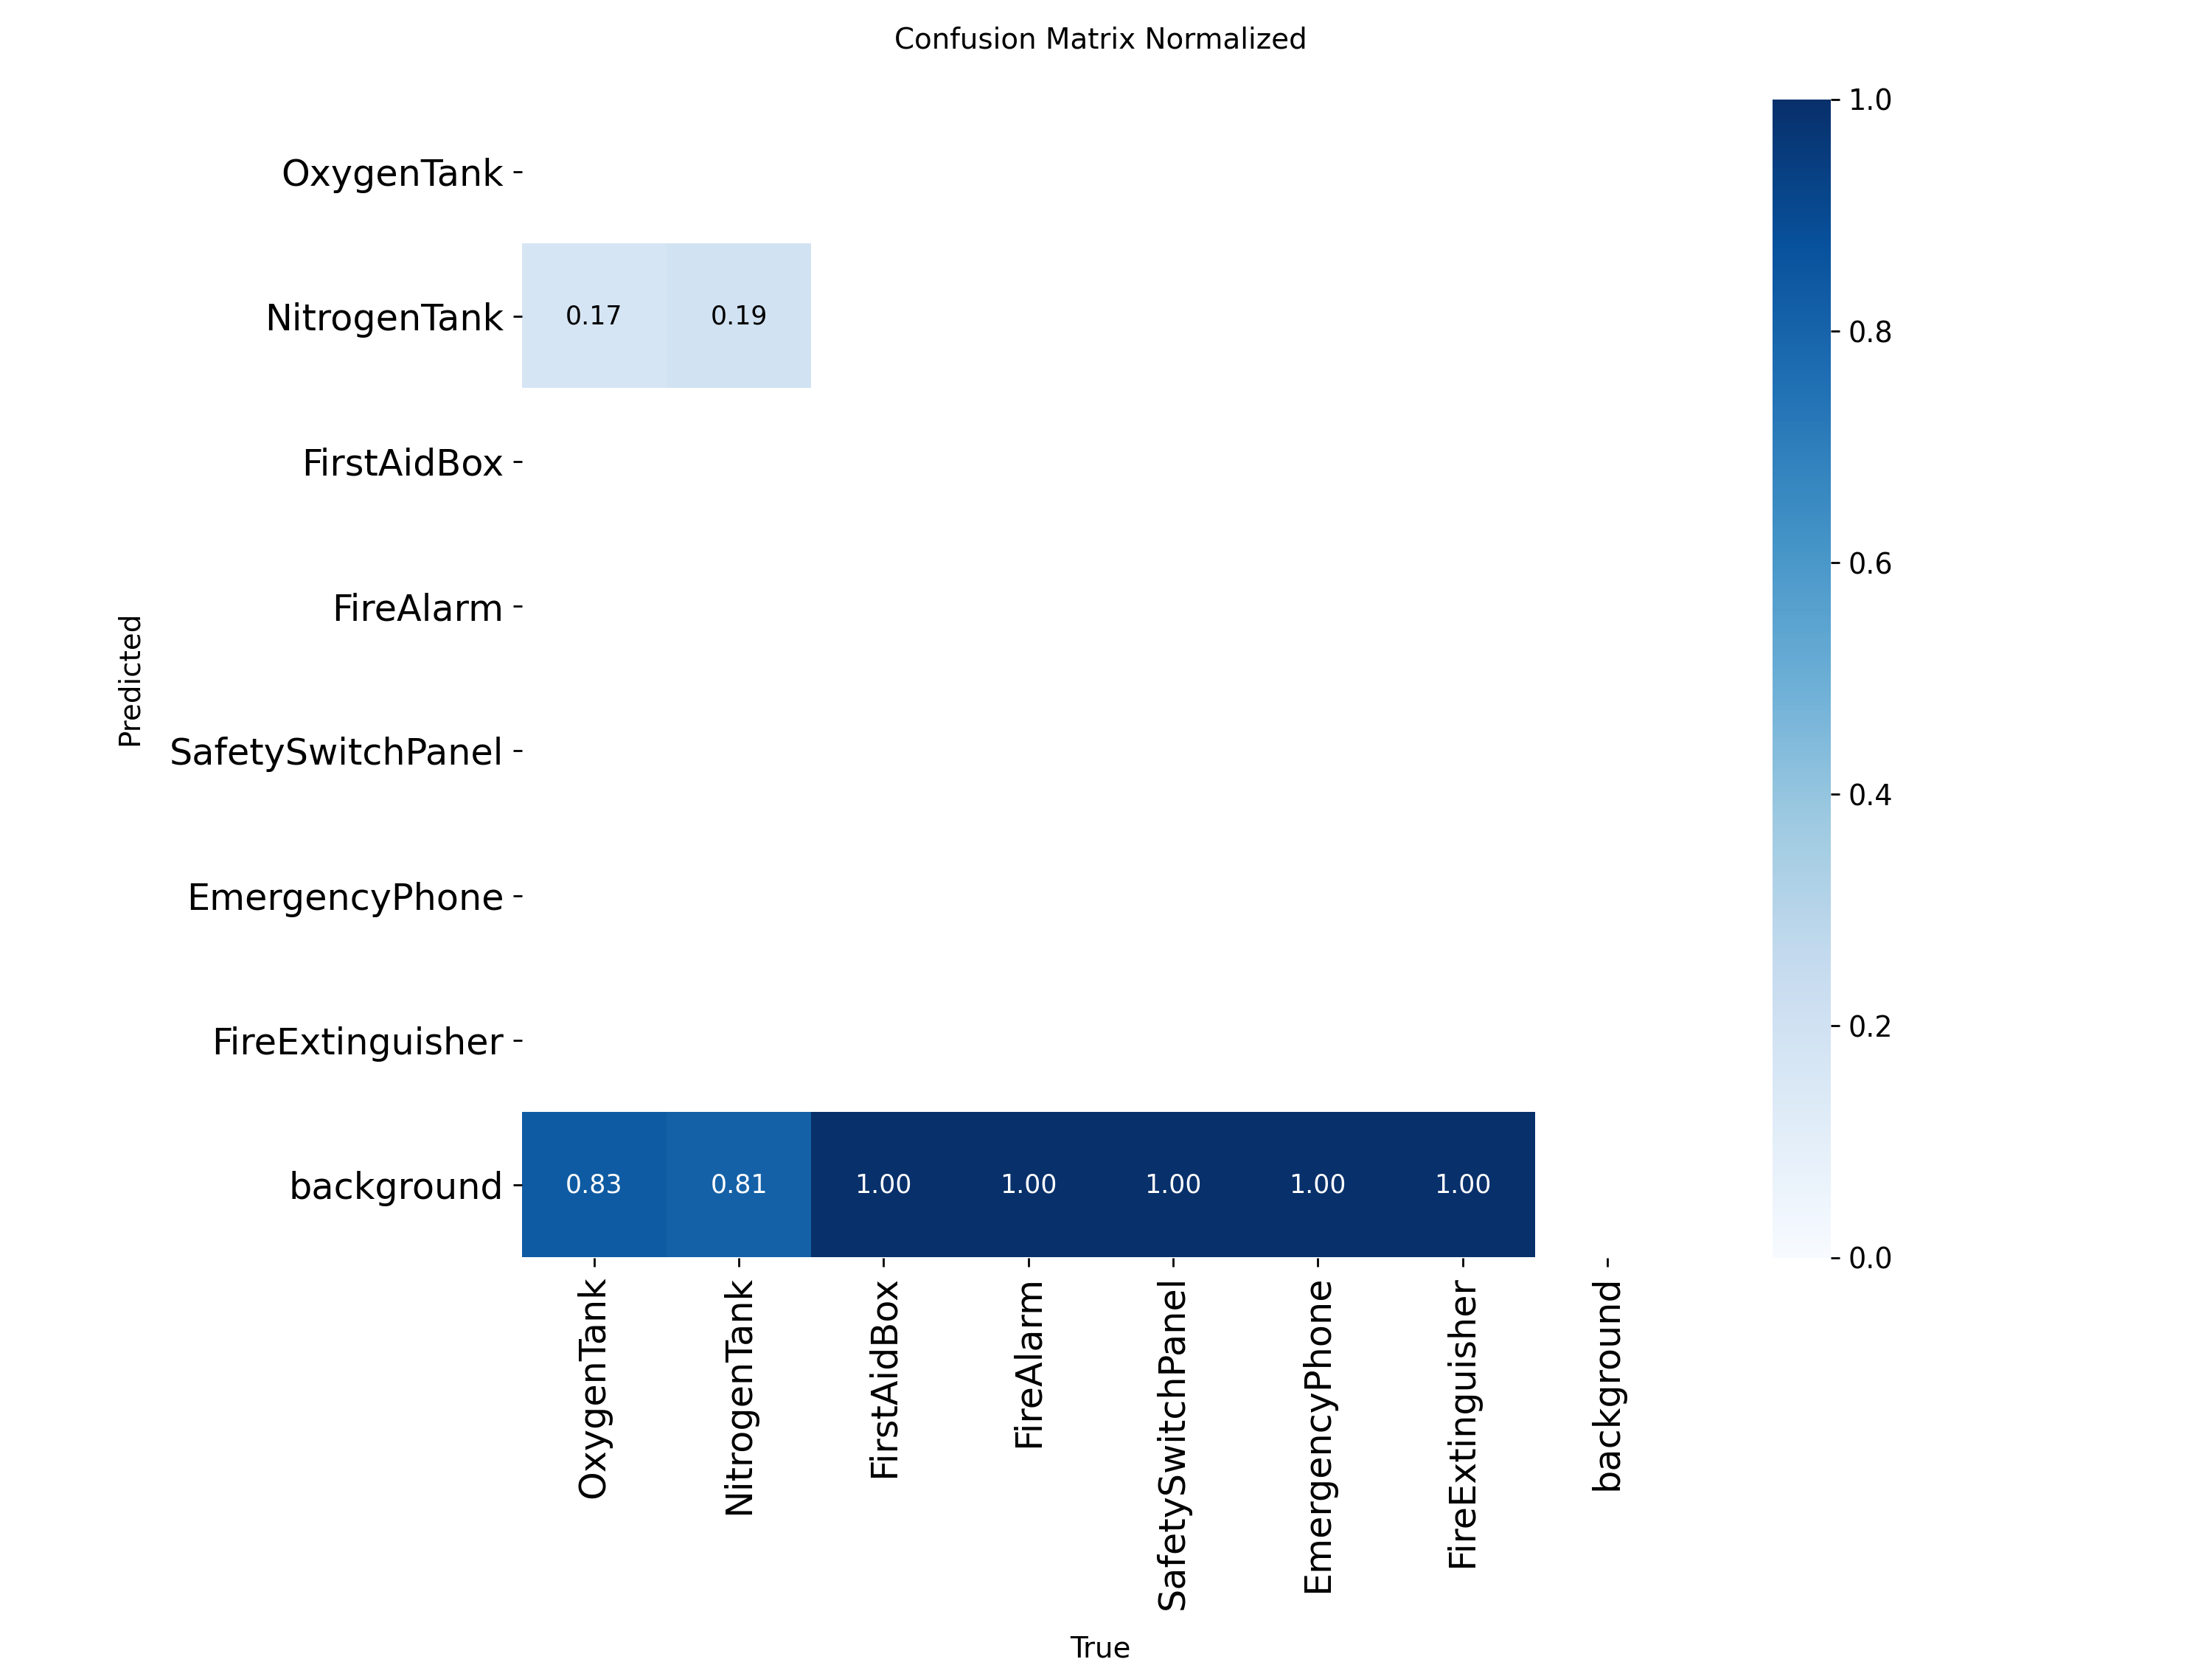 Confusion Matrix Normalized
1.0
OxygenTank
NitrogenTank
0.17
0.19
0.8
FirstAidBox
0.6
FireAlarm
Predicted
SafetySwitchPanel
0.4
EmergencyPhone
0.2
FireExtinguisher
background
0.83
0.81
1.00
1.00
1.00
1.00
1.00
0.0
OxygenTank
NitrogenTank
FirstAidBox
FireAlarm
SafetySwitchPanel
EmergencyPhone
FireExtinguisher
background
True